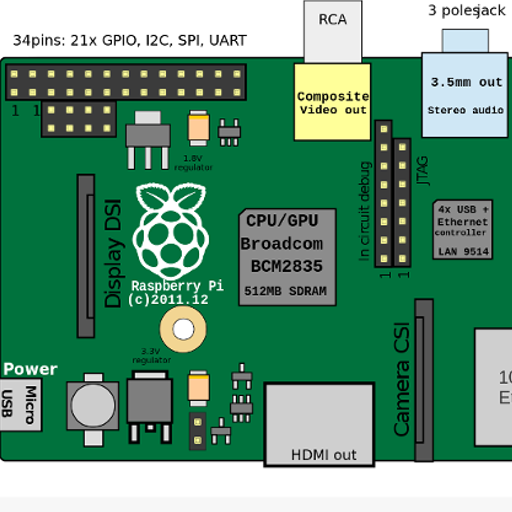 RCA
3 polesjack
34pins: 21x GPIO, I2C, SPI, UART
3.5mm out
Stereo audio
Composite
Video out
1 1
1.8V
regulator
In circuit debug
JTAG
1 1
Display DSI
CPU/GPU
Broadcom
BCM2835
512MB SDRAM
4x USB +
Ethernet
controller
LAN 9514
Raspberry Pi
(c)2011.12
3.3V
regulator
Power
Micro
USB
Camera CSI
HDMI out
10
Et